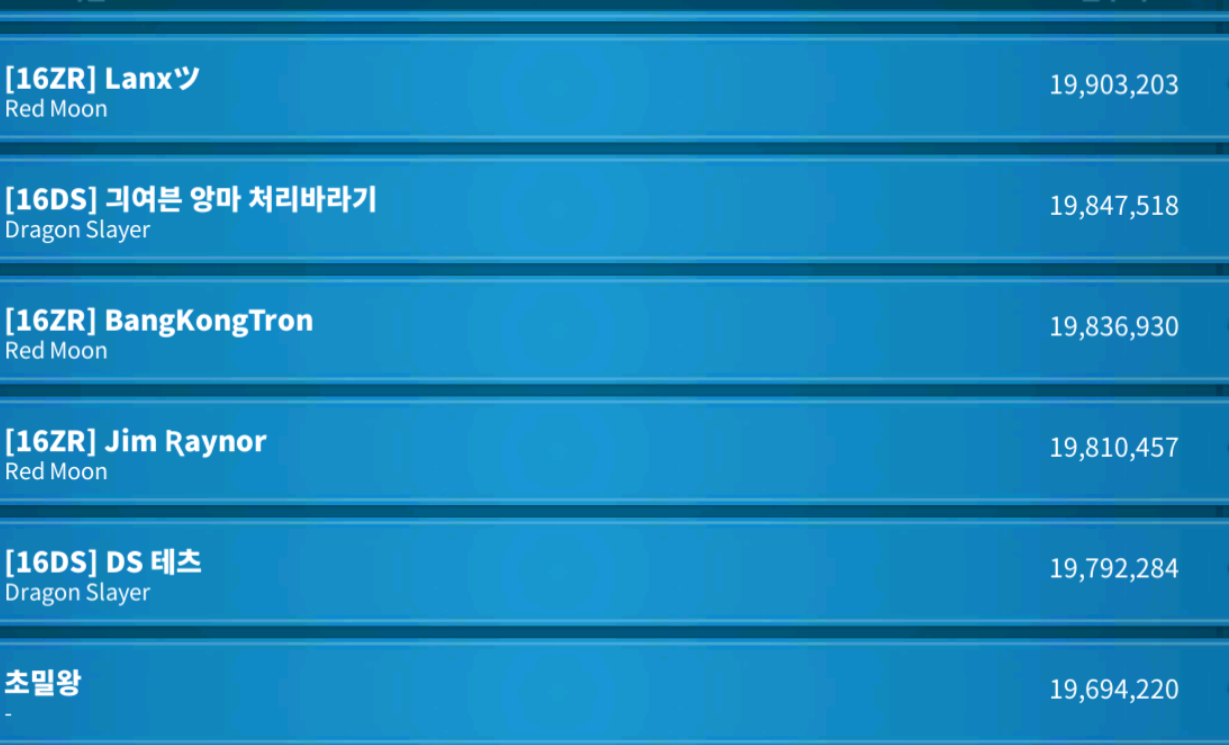 [16ZR] Lanxツ
19,903,203
Red Moon
[16DS] 긔여븐 앙마 처리바라기
19,847,518
Dragon Slayer
[16ZR] BangKongTron
19,836,930
Red Moon
[16ZR] Jim Ʀaynor
19,810,457
Red Moon
[16DS] DS 테츠
19,792,284
Dragon Slayer
초밀왕
19,694,220
-